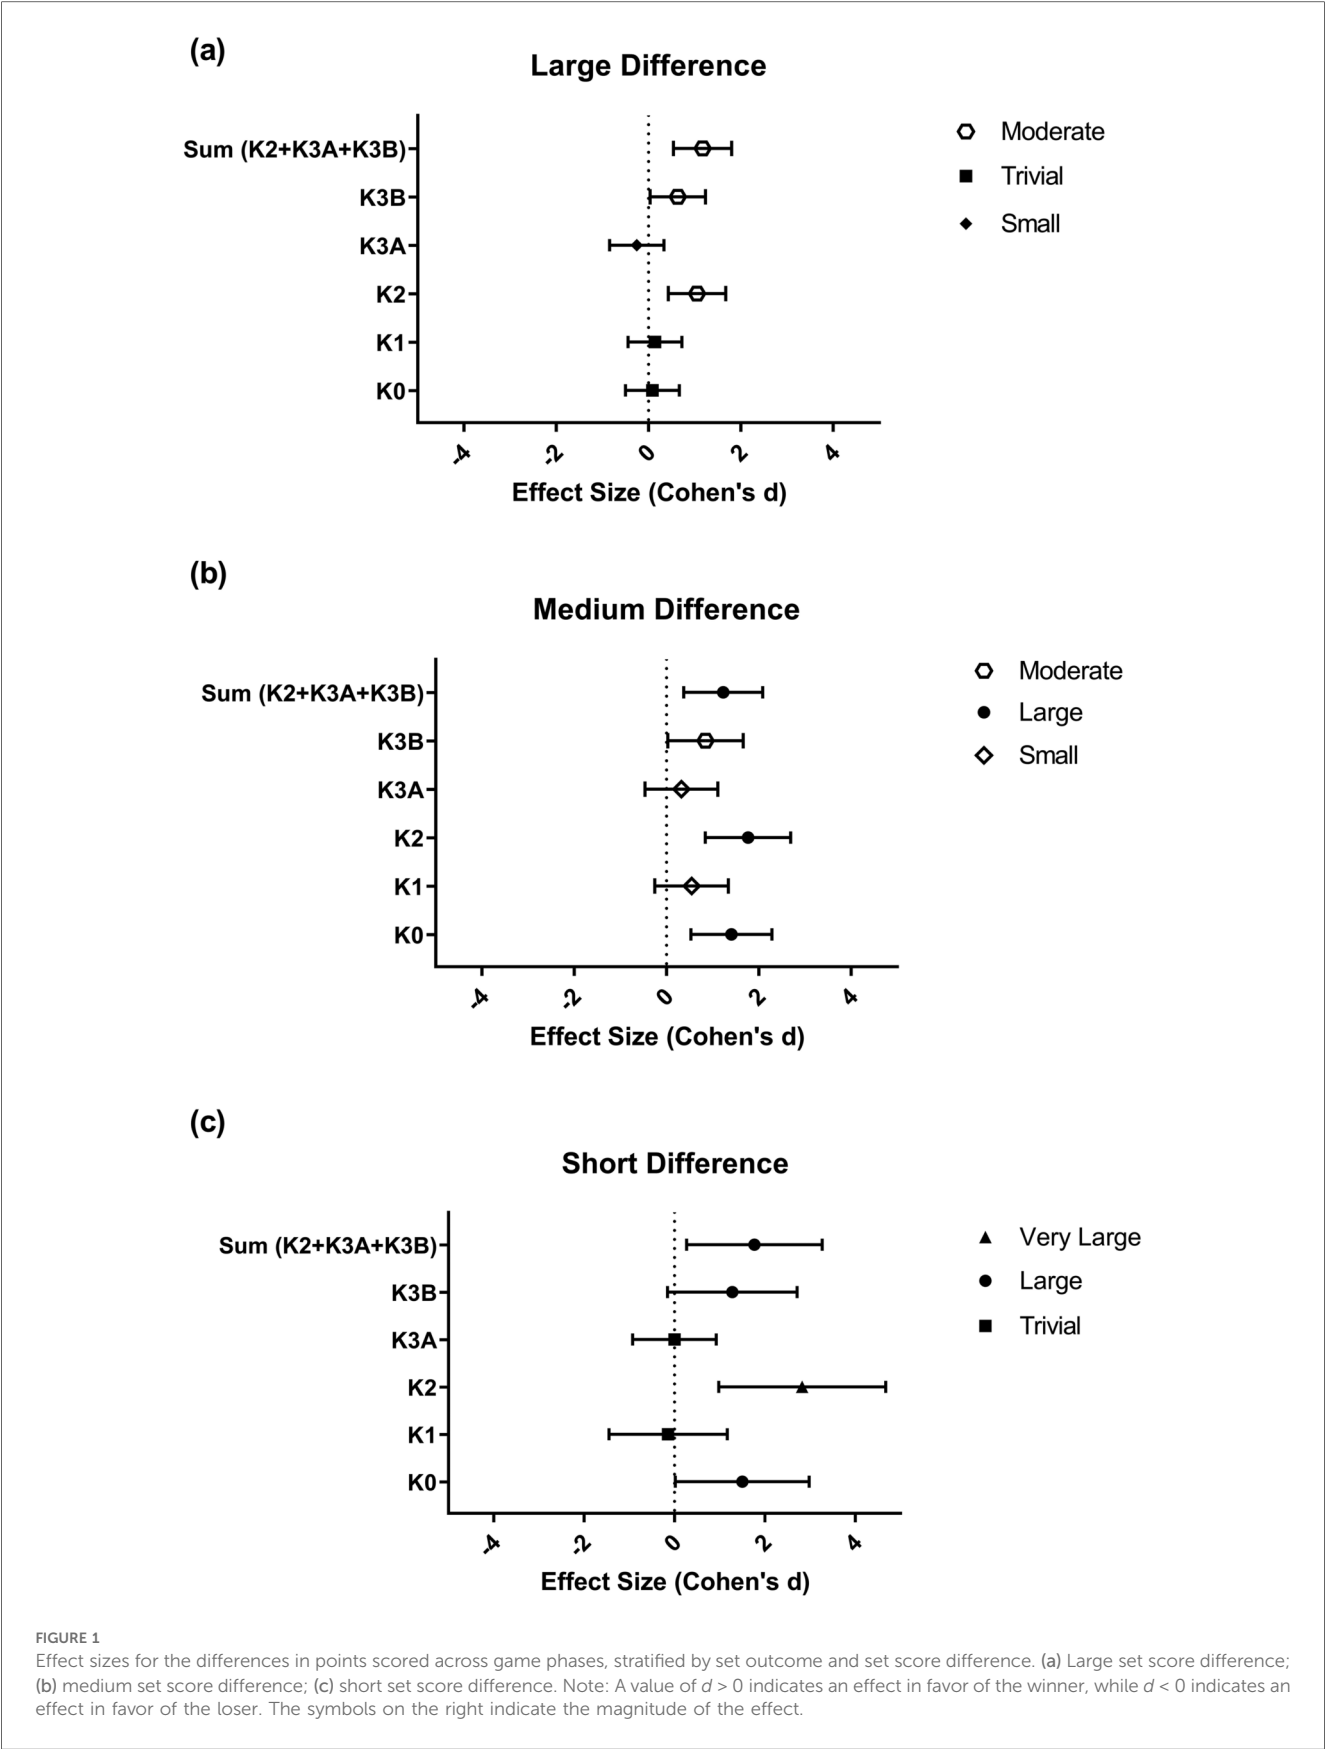 (a)
Large Difference
Sum (K2+K3A+K3B)
K3B
K3A
K2
K1
K0
-4 -2 0 2 4
Effect Size (Cohen's d)
Moderate
Trivial
Small
(b)
Medium Difference
Sum (K2+K3A+K3B)
K3B
K3A
K2
K1
K0
-4 -2 0 2 4
Effect Size (Cohen's d)
Moderate
Large
Small
(c)
Short Difference
Sum (K2+K3A+K3B)
K3B
K3A
K2
K1
K0
-4 -2 0 2 4
Effect Size (Cohen's d)
Very Large
Large
Trivial
FIGURE 1
Effect sizes for the differences in points scored across game phases, stratified by set outcome and set score difference. (a) Large set score difference;
(b) medium set score difference; (c) short set score difference. Note: A value of d > 0 indicates an effect in favor of the winner, while d < 0 indicates an
effect in favor of the loser. The symbols on the right indicate the magnitude of the effect.